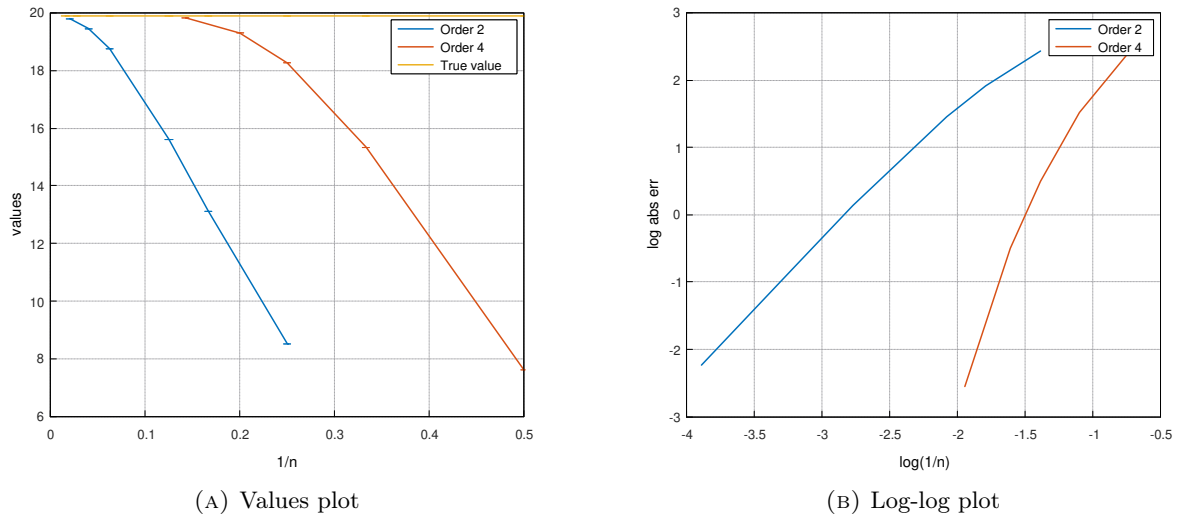 20
18
16
14
12
10
8
6
values
0
0.1
0.2
0.3
0.4
0.5
1/n
Order 2
Order 4
True value
(A) Values plot
3
2
1
0
-1
-2
-3
log abs err
-4
-3.5
-3
-2.5
-2
-1.5
-1
-0.5
log(1/n)
Order 2
Order 4
(B) Log-log plot